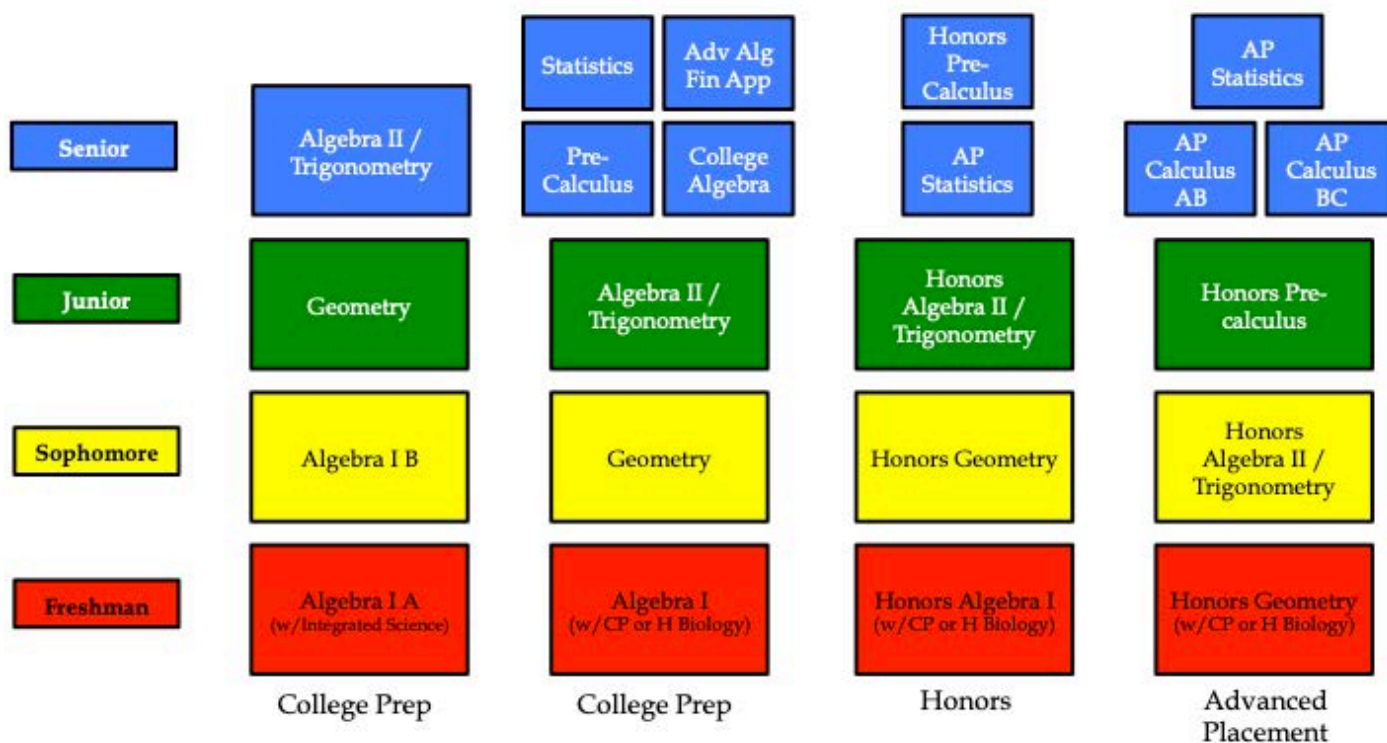 Statistics
Adv Alg
Fin App
Honors
Pre-
Calculus
AP
Statistics
Senior
Algebra II /
Trigonometry
Pre-
Calculus
College
Algebra
AP
Statistics
AP
Calculus
AB
AP
Calculus
BC
Junior
Geometry
Algebra II /
Trigonometry
Honors
Algebra II /
Trigonometry
Honors Pre-
calculus
Sophomore
Algebra I B
Geometry
Honors Geometry
Honors
Algebra II /
Trigonometry
Freshman
Algebra I A
(w/Integrated Science)
Algebra I
(w/CP or H Biology)
Honors Algebra I
(w/CP or H Biology)
Honors Geometry
(w/CP or H Biology)
College Prep
College Prep
Honors
Advanced
Placement